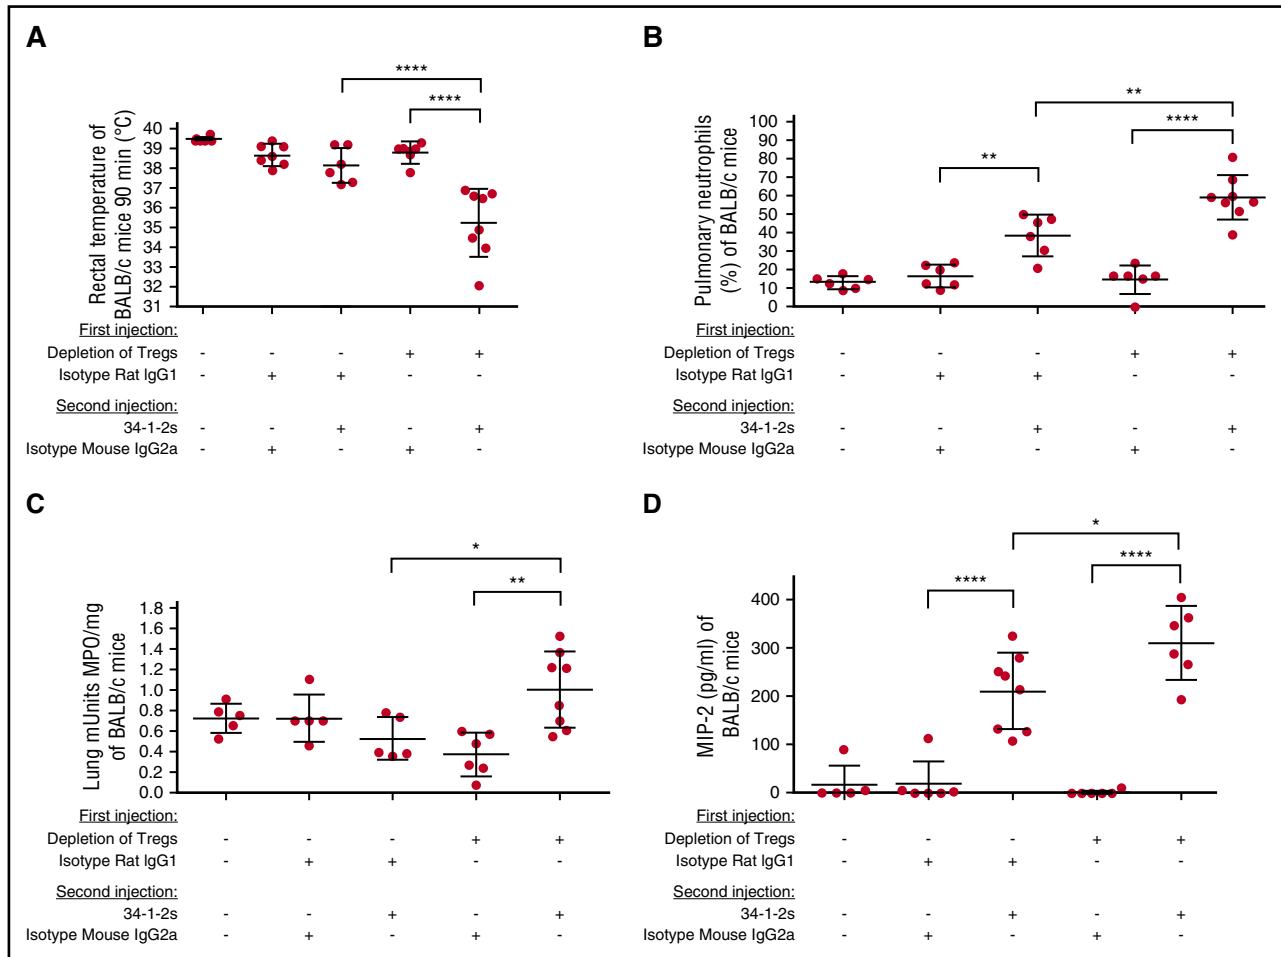 A
****
****
Rectal temperature of
BALB/c mice 90 min (°C)
40
39
38
37
36
35
34
33
32
31
First injection:
Depletion of Tregs - - - + +
Isotype Rat IgG1 - + + - -
Second injection:
34-1-2s - - + - +
Isotype Mouse IgG2a - + - + -
B
**
****
**
Pulmonary neutrophils
(%) of BALB/c mice
100
90
80
70
60
50
40
30
20
10
0
First injection:
Depletion of Tregs - - - + +
Isotype Rat IgG1 - + + - -
Second injection:
34-1-2s - - + - +
Isotype Mouse IgG2a - + - + -
C
*
**
Lung mUnits MPO/mg
of BALB/c mice
1.8
1.6
1.4
1.2
1.0
0.8
0.6
0.4
0.2
0.0
First injection:
Depletion of Tregs - - - + +
Isotype Rat IgG1 - + + - -
Second injection:
34-1-2s - - + - +
Isotype Mouse IgG2a - + - + -
D
*
****
****
MIP-2 (pg/ml) of
BALB/c mice
400
300
200
100
0
First injection:
Depletion of Tregs - - - + +
Isotype Rat IgG1 - + + - -
Second injection:
34-1-2s - - + - +
Isotype Mouse IgG2a - + - + -